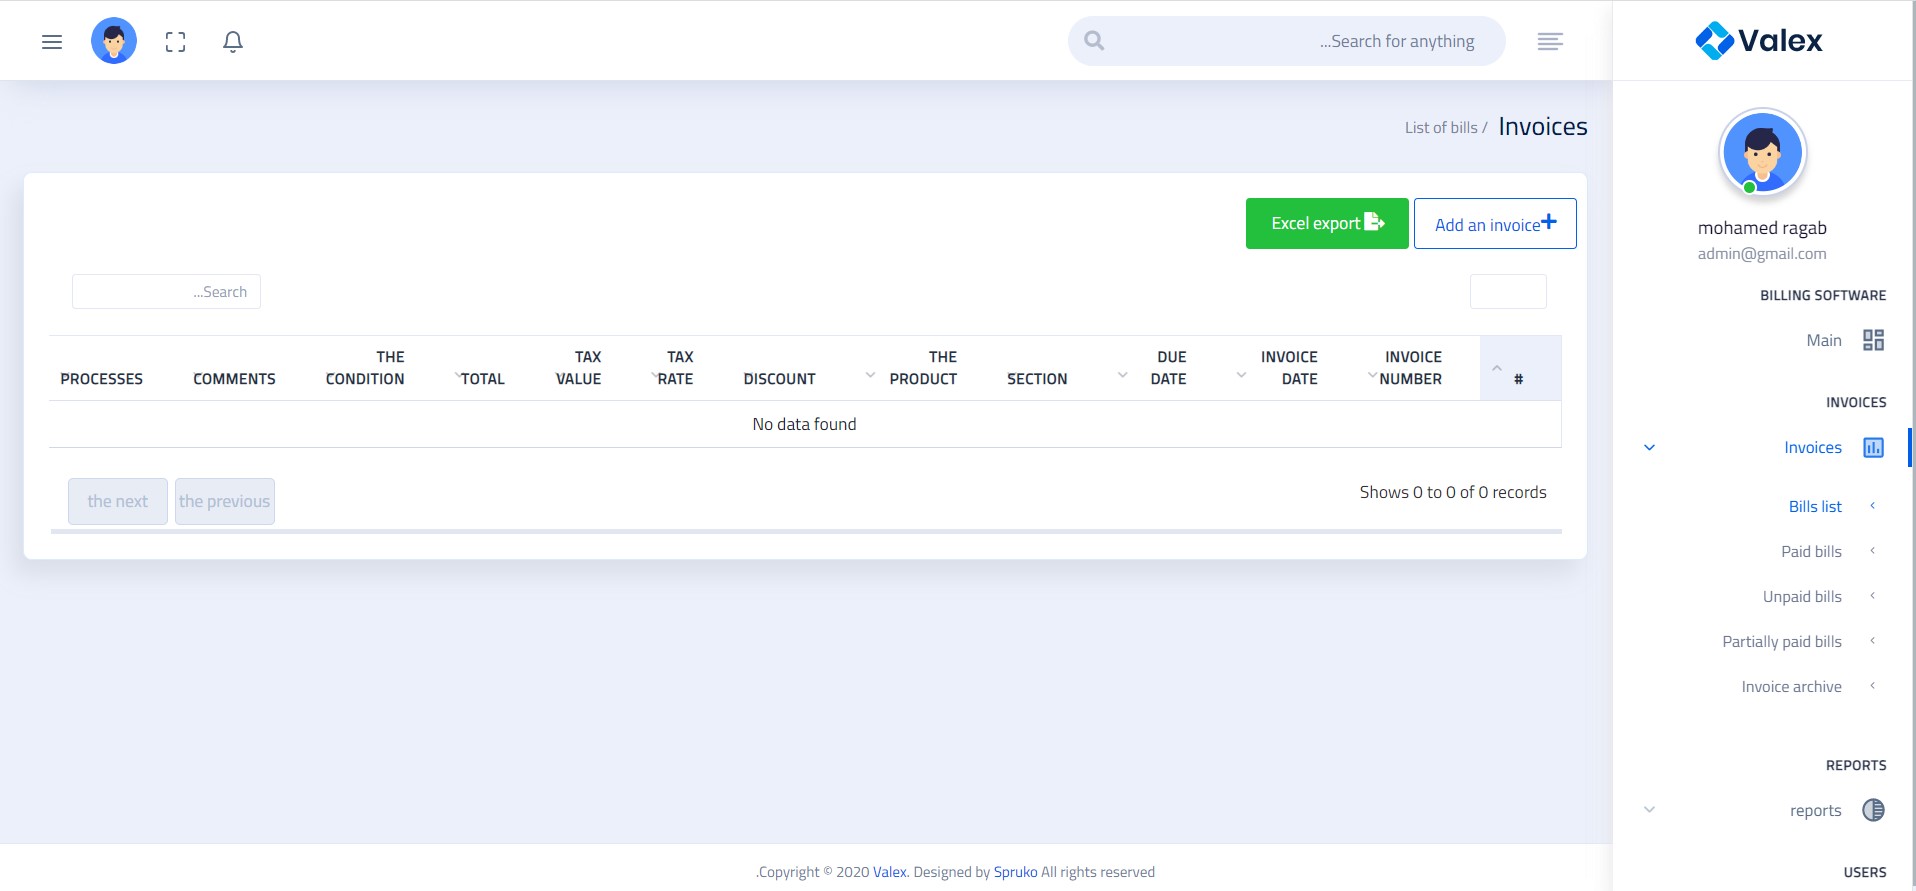 ...Search for anything
Valex
List of bills / Invoices
mohamed ragab
admin@gmail.com
Excel export
Add an invoice
...Search
PROCESSES
COMMENTS
THE CONDITION
TOTAL
TAX VALUE
TAX RATE
DISCOUNT
THE PRODUCT
SECTION
DUE DATE
INVOICE DATE
INVOICE NUMBER
#
No data found
the next
the previous
Shows 0 to 0 of 0 records
BILLING SOFTWARE
Main
INVOICES
Invoices
Bills list
Paid bills
Unpaid bills
Partially paid bills
Invoice archive
REPORTS
reports
USERS
.Copyright © 2020 Valex. Designed by Spruko All rights reserved